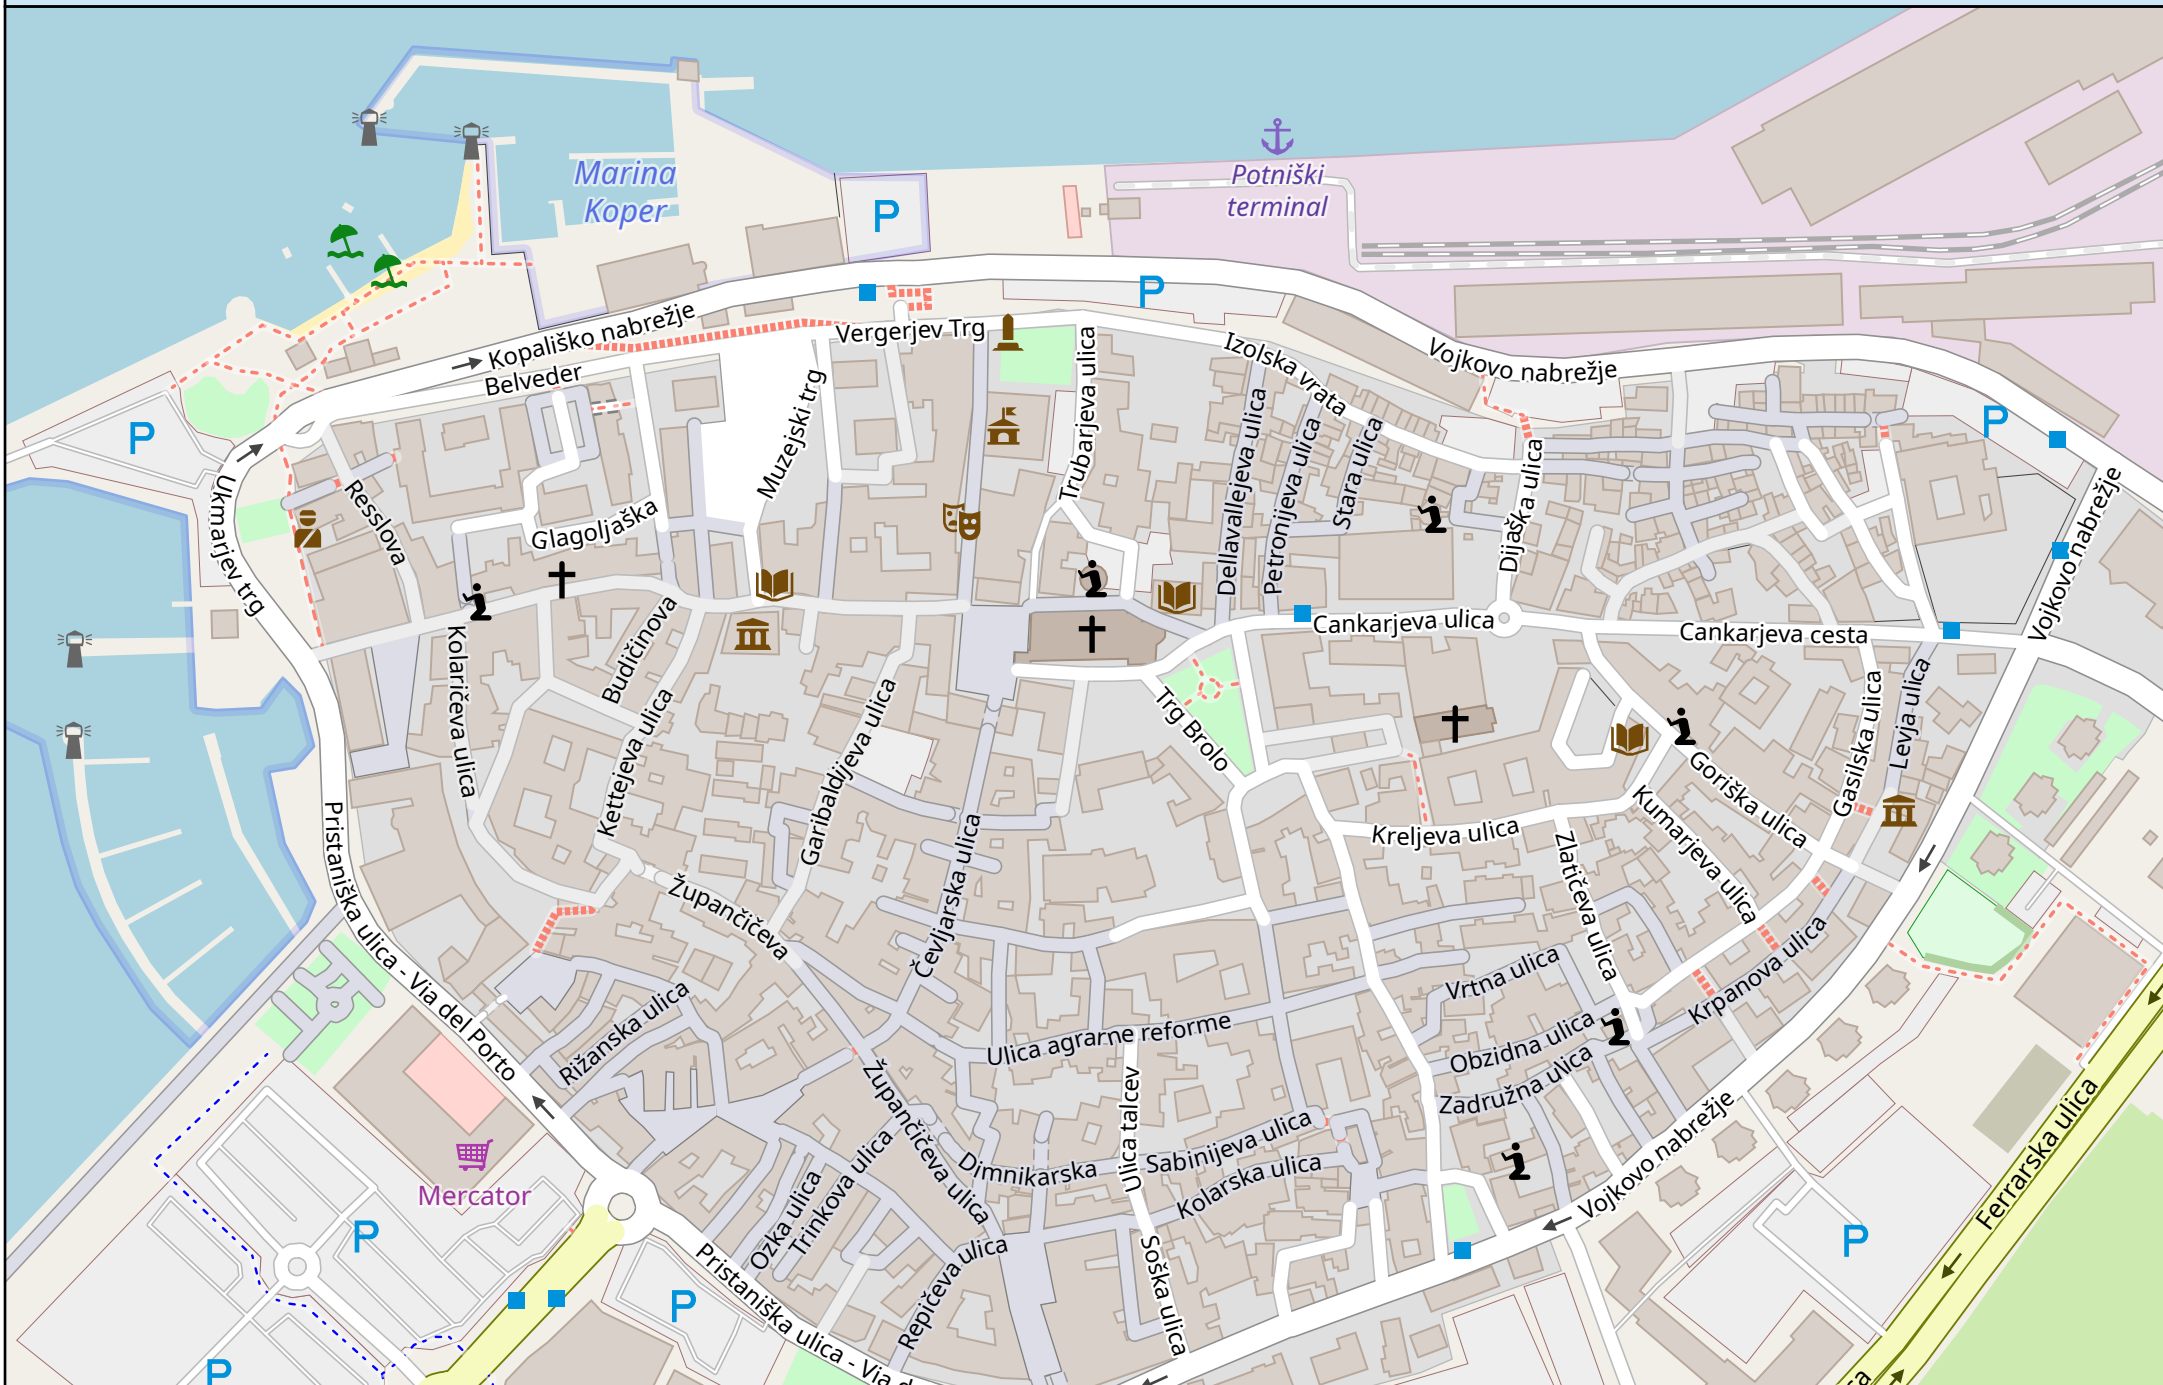 Marina
Koper
Potniški
terminal
P
P
P
P
P
P
P
P
Kopališko nabrežje
Belveder
Vergerjev Trg
Izolska vrata
Vojkovo nabrežje
Muzejski trg
Trubarjeva ulica
Dellavallejeva ulica
Petronijeva ulica
Stara ulica
Dijaška ulica
Ukmarjev trg
Resslova
Glagoljaška
Vojkovo nabrežje
Cankarjeva ulica
Cankarjeva cesta
Kolaričeva ulica
Budičinova
Kettejeva ulica
Garibaldijeva ulica
Trg Brolo
Gasilska ulica
Levja ulica
Goriška ulica
Kumarjeva ulica
Kreljeva ulica
Zlatičeva ulica
Čevljarska ulica
Župančičeva
Pristaniška ulica - Via del Porto
Rižanska ulica
Vrtna ulica
Krpanova ulica
Obzidna ulica
Zadružna ulica
Ulica agrarne reforme
Ulica talcev
Župančičeva ulica
Dimnikarska
Sabinijeva ulica
Kolarska ulica
Vojkovo nabrežje
Ferrarska ulica
Mercator
Ozka ulica
Trinkova ulica
Repičeva ulica
Soška ulica
Pristaniška ulica - Via d